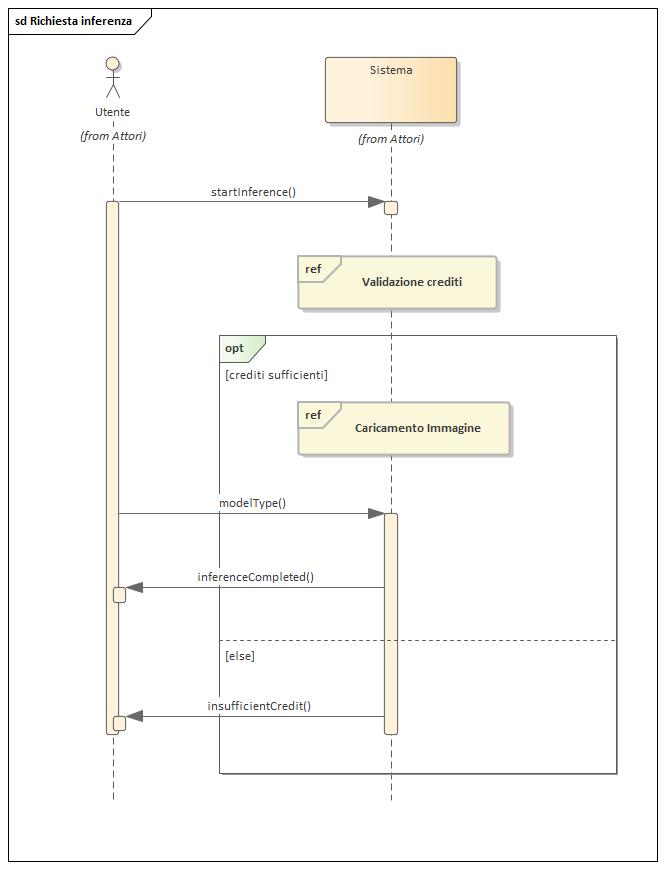 sd Richiesta inferenza
Utente
Sistema
(from Attori)
(from Attori)
startInference()
ref
Validazione crediti
opt
[crediti sufficienti]
ref
Caricamento Immagine
modelType()
inferenceCompleted()
[else]
insufficientCredit()